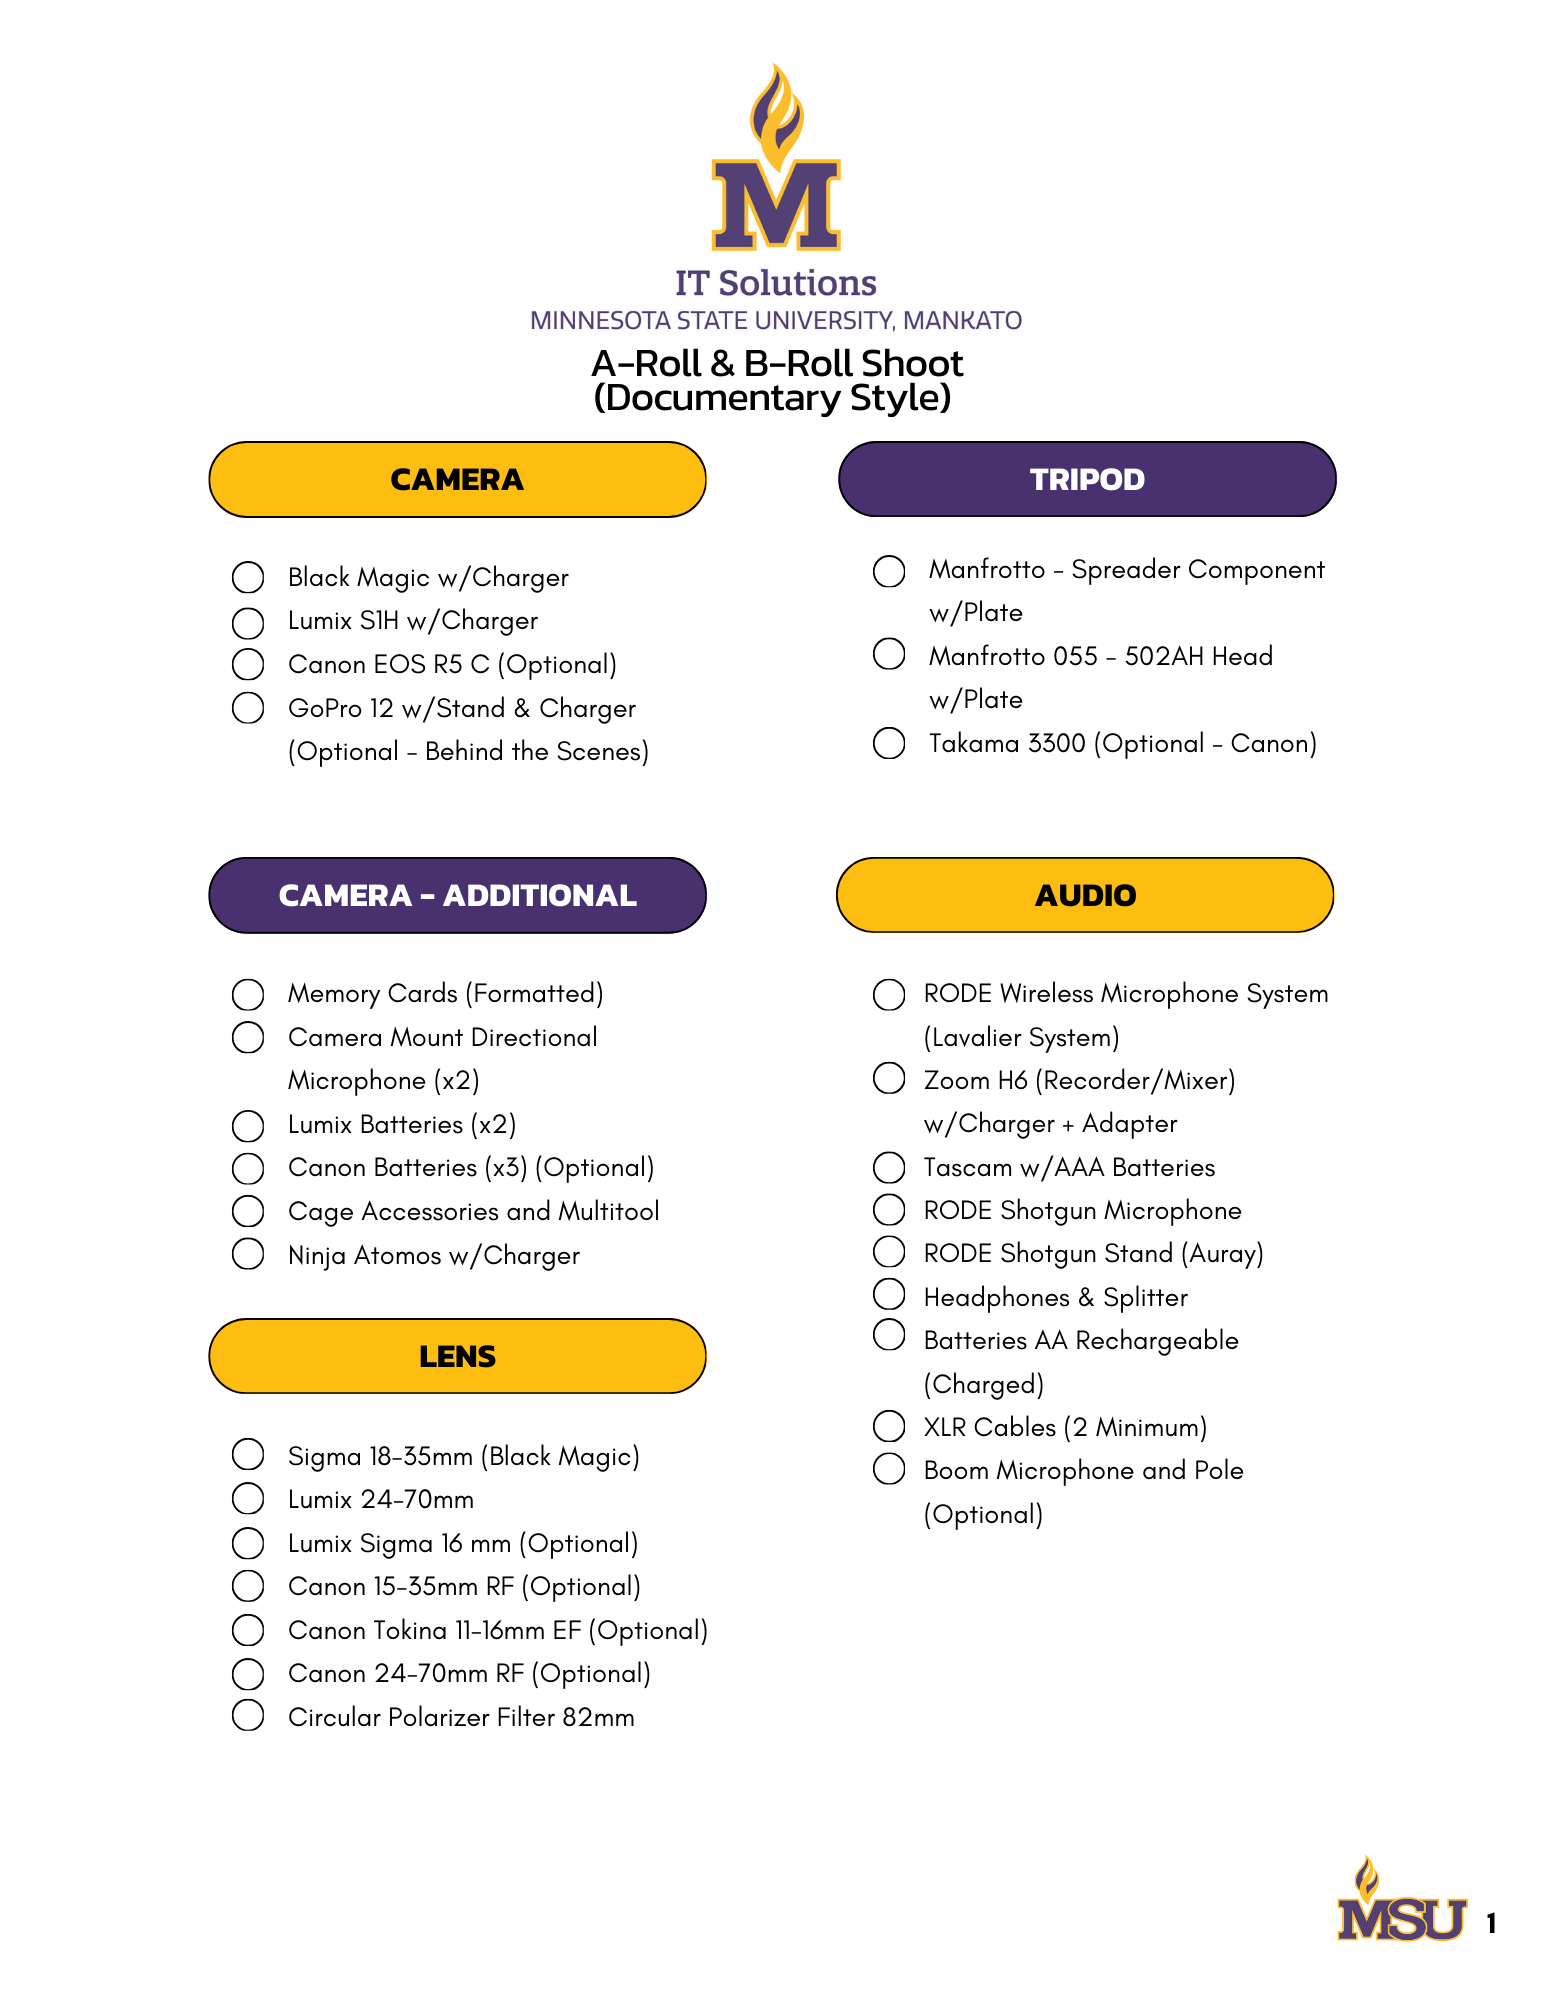 M
IT Solutions
MINNESOTA STATE UNIVERSITY, MANKATO
A-Roll & B-Roll Shoot
(Documentary Style)
CAMERA
Black Magic w/Charger
Lumix S1H w/Charger
Canon EOS R5 C (Optional)
GoPro 12 w/Stand & Charger
(Optional - Behind the Scenes)
TRIPOD
Manfrotto - Spreader Component
w/Plate
Manfrotto 055 - 502AH Head
w/Plate
Takama 3300 (Optional - Canon)
CAMERA - ADDITIONAL
Memory Cards (Formatted)
Camera Mount Directional
Microphone (x2)
Lumix Batteries (x2)
Canon Batteries (x3) (Optional)
Cage Accessories and Multitool
Ninja Atomos w/Charger
AUDIO
RODE Wireless Microphone System
(Lavalier System)
Zoom H6 (Recorder/Mixer)
w/Charger + Adapter
Tascam w/AAA Batteries
RODE Shotgun Microphone
RODE Shotgun Stand (Auray)
Headphones & Splitter
Batteries AA Rechargeable
(Charged)
XLR Cables (2 Minimum)
Boom Microphone and Pole
(Optional)
LENS
Sigma 18-35mm (Black Magic)
Lumix 24-70mm
Lumix Sigma 16 mm (Optional)
Canon 15-35mm RF (Optional)
Canon Tokina 11-16mm EF (Optional)
Canon 24-70mm RF (Optional)
Circular Polarizer Filter 82mm
MSU
1